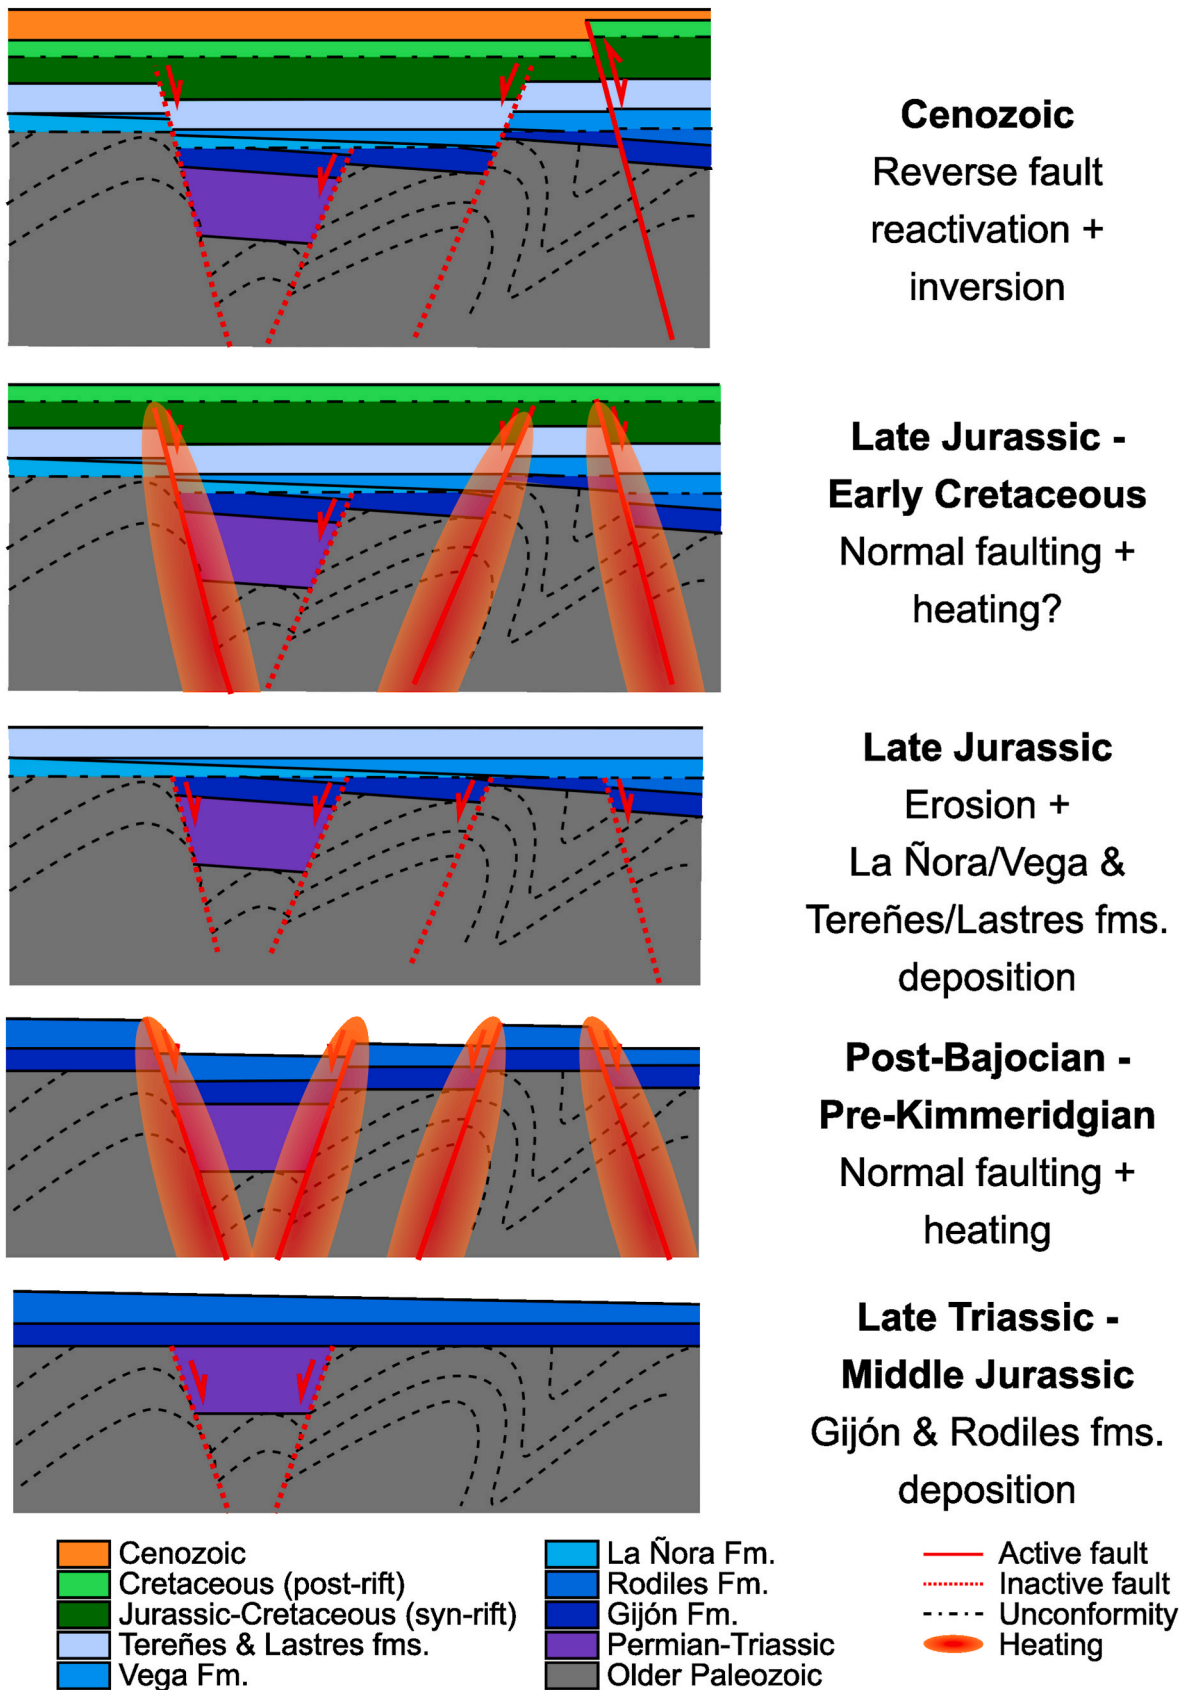 Cenozoic
Reverse fault
reactivation +
inversion
Late Jurassic -
Early Cretaceous
Normal faulting +
heating?
Late Jurassic
Erosion +
La Ñora/Vega &
Tereñes/Lastres fms.
deposition
Post-Bajocian -
Pre-Kimmeridgian
Normal faulting +
heating
Late Triassic -
Middle Jurassic
Gijón & Rodiles fms.
deposition
Cenozoic
Cretaceous (post-rift)
Jurassic-Cretaceous (syn-rift)
Tereñes & Lastres fms.
Vega Fm.
La Ñora Fm.
Rodiles Fm.
Gijón Fm.
Permian-Triassic
Older Paleozoic
Active fault
Inactive fault
Unconformity
Heating